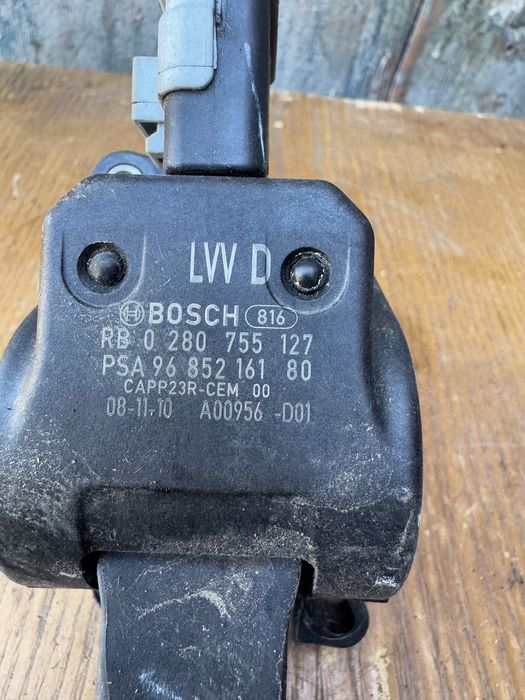 LW D
BOSCH 816
RB 0 280 755 127
PSA 96 852 161 80
CAPP23R-CEM 00
08-11-10 A00956 -D01